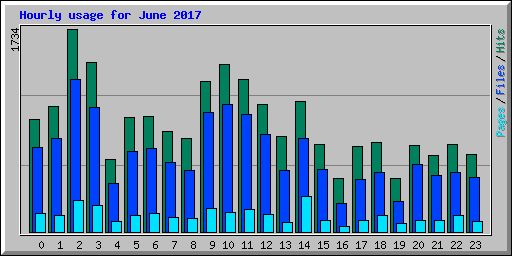 Hourly usage for June 2017
1734
Pages/Files/Hits
0 1 2 3 4 5 6 7 8 9 10 11 12 13 14 15 16 17 18 19 20 21 22 23